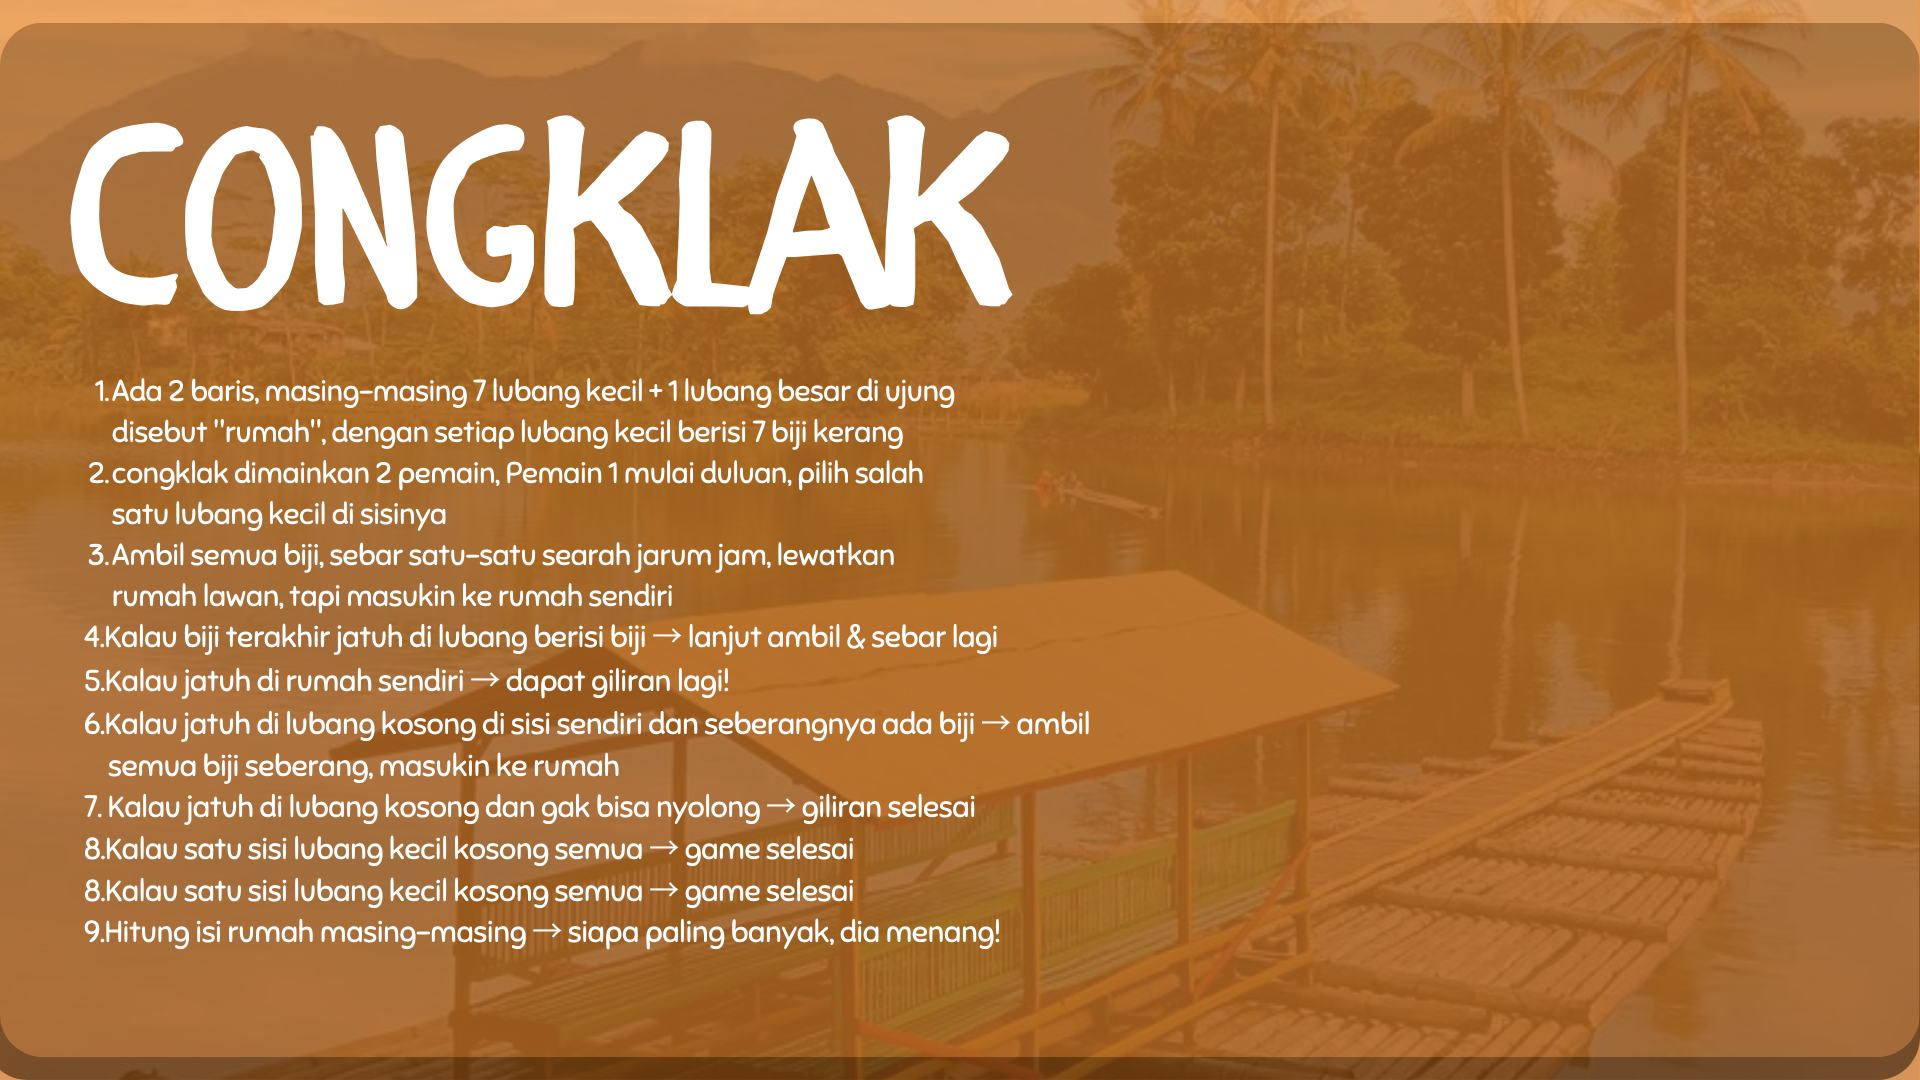 CONGKLAK
1.Ada 2 baris, masing-masing 7 lubang kecil + 1 lubang besar di ujung
disebut "rumah", dengan setiap lubang kecil berisi 7 biji kerang
2.congklak dimainkan 2 pemain, Pemain 1 mulai duluan, pilih salah
satu lubang kecil di sisinya
3.Ambil semua biji, sebar satu-satu searah jarum jam, lewatkan
rumah lawan, tapi masukin ke rumah sendiri
4.Kalau biji terakhir jatuh di lubang berisi biji → lanjut ambil & sebar lagi
5.Kalau jatuh di rumah sendiri → dapat giliran lagi!
6.Kalau jatuh di lubang kosong di sisi sendiri dan seberangnya ada biji → ambil
semua biji seberang, masukin ke rumah
7. Kalau jatuh di lubang kosong dan gak bisa nyolong → giliran selesai
8.Kalau satu sisi lubang kecil kosong semua → game selesai
8.Kalau satu sisi lubang kecil kosong semua → game selesai
9.Hitung isi rumah masing-masing → siapa paling banyak, dia menang!